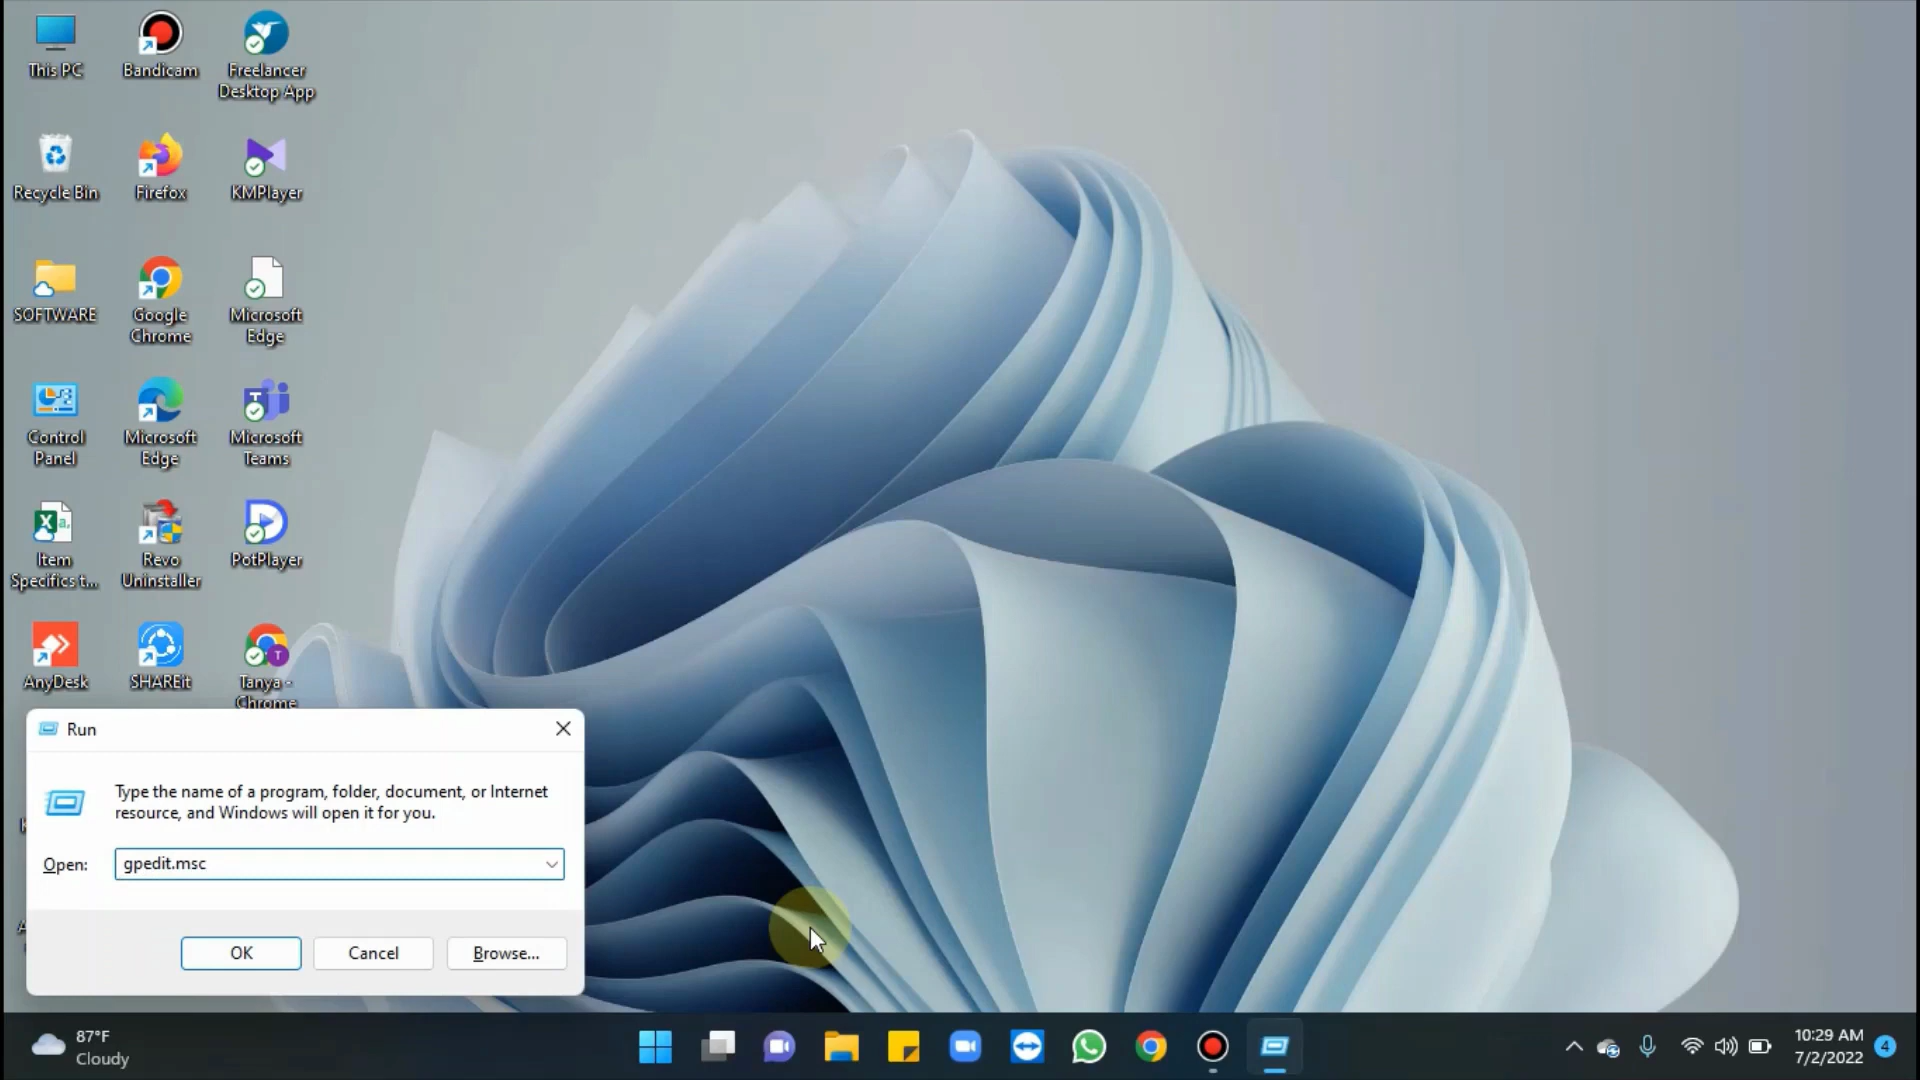 This PC
Bandicam
Freelancer
Desktop App
Recycle Bin
Firefox
KMPlayer
SOFTWARE
Google
Chrome
Microsoft
Edge
Control
Panel
Microsoft
Edge
Microsoft
Teams
Item
Specifics t...
Revo
Uninstaller
PotPlayer
AnyDesk
SHAREit
Tanya -
Chrome
Run
Type the name of a program, folder, document, or Internet
resource, and Windows will open it for you.
Open:
gpedit.msc
OK
Cancel
Browse...
87°F
Cloudy
10:29 AM
7/2/2022
4